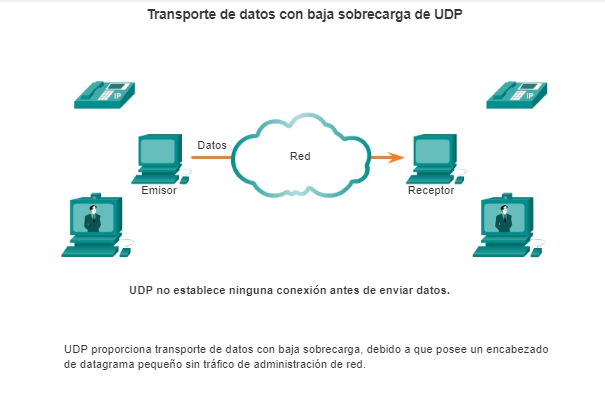 Transporte de datos con baja sobrecarga de UDP
IP
IP
Datos
Red
Emisor
Receptor
UDP no establece ninguna conexión antes de enviar datos.
UDP proporciona transporte de datos con baja sobrecarga, debido a que posee un encabezado
de datagrama pequeño sin tráfico de administración de red.